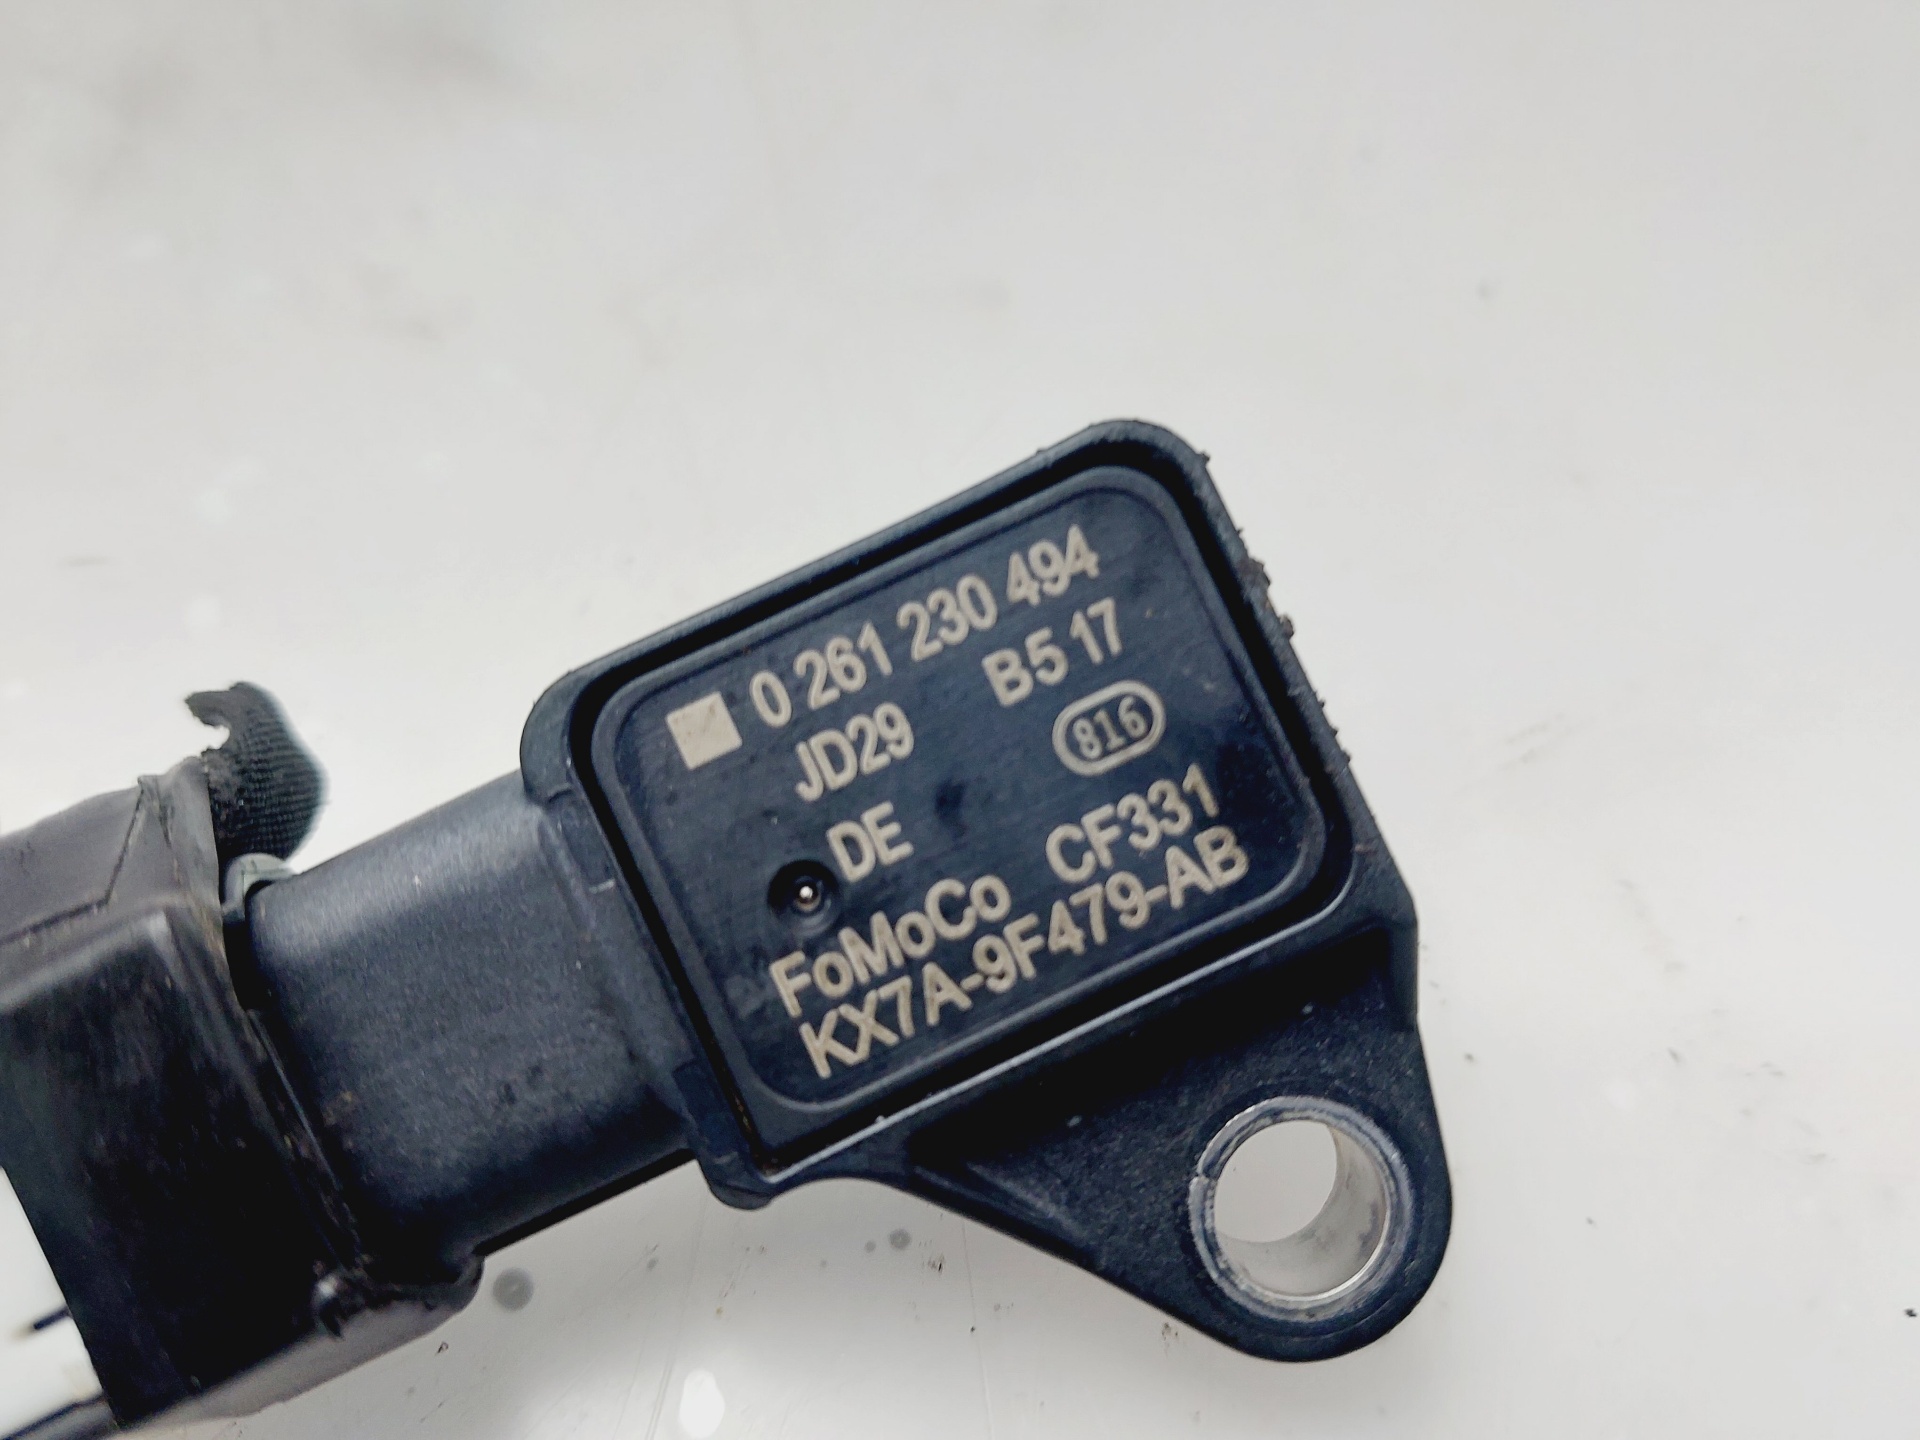 0 261 230 494
JD29 B5 17
816
DE CF331
FoMoCo
KX7A-9F479-AB